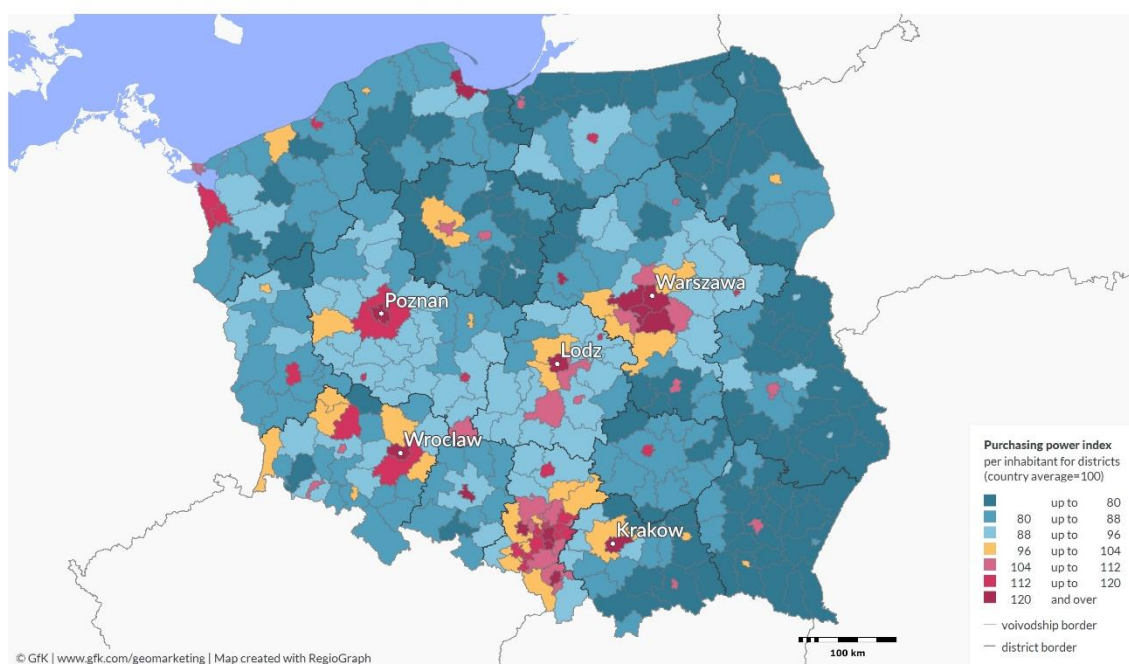 Poznan
Warszawa
Lodz
Wroclaw
Krakow
Purchasing power index
per inhabitant for districts
(country average=100)
up to 80
80 up to 88
88 up to 96
96 up to 104
104 up to 112
112 up to 120
120 and over
voivodship border
district border
100 km
© GfK | www.gfk.com/geomarketing | Map created with RegioGraph